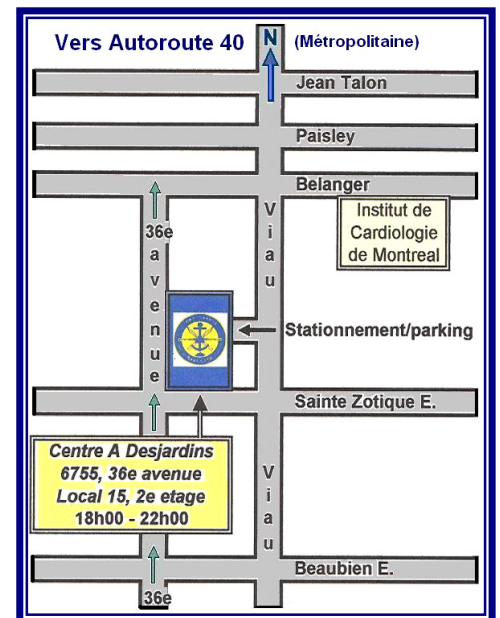 Vers Autoroute 40
N
(Métropolitaine)
Jean Talon
Paisley
Belanger
Viau
36e avenue
Institut de
Cardiologie
de Montreal
Stationnement/parking
Sainte Zotique E.
Centre A Desjardins
6755, 36e avenue
Local 15, 2e etage
18h00 - 22h00
Viau
Beaubien E.
36e